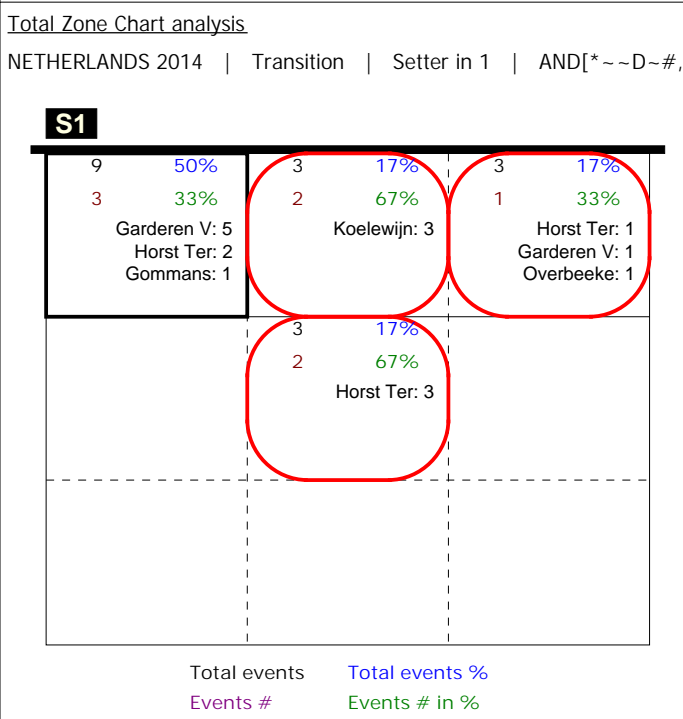 Total Zone Chart analysis
NETHERLANDS 2014 | Transition | Setter in 1 | AND[*~~D~#,
S1
9 50% 3 17% 3 17%
3 33% 2 67% 1 33%
Garderen V: 5 Koelewijn: 3 Horst Ter: 1
Horst Ter: 2 Garderen V: 1
Gommans: 1 Overbeeke: 1
3 17%
2 67%
Horst Ter: 3
Total events Total events %
Events # Events # in %